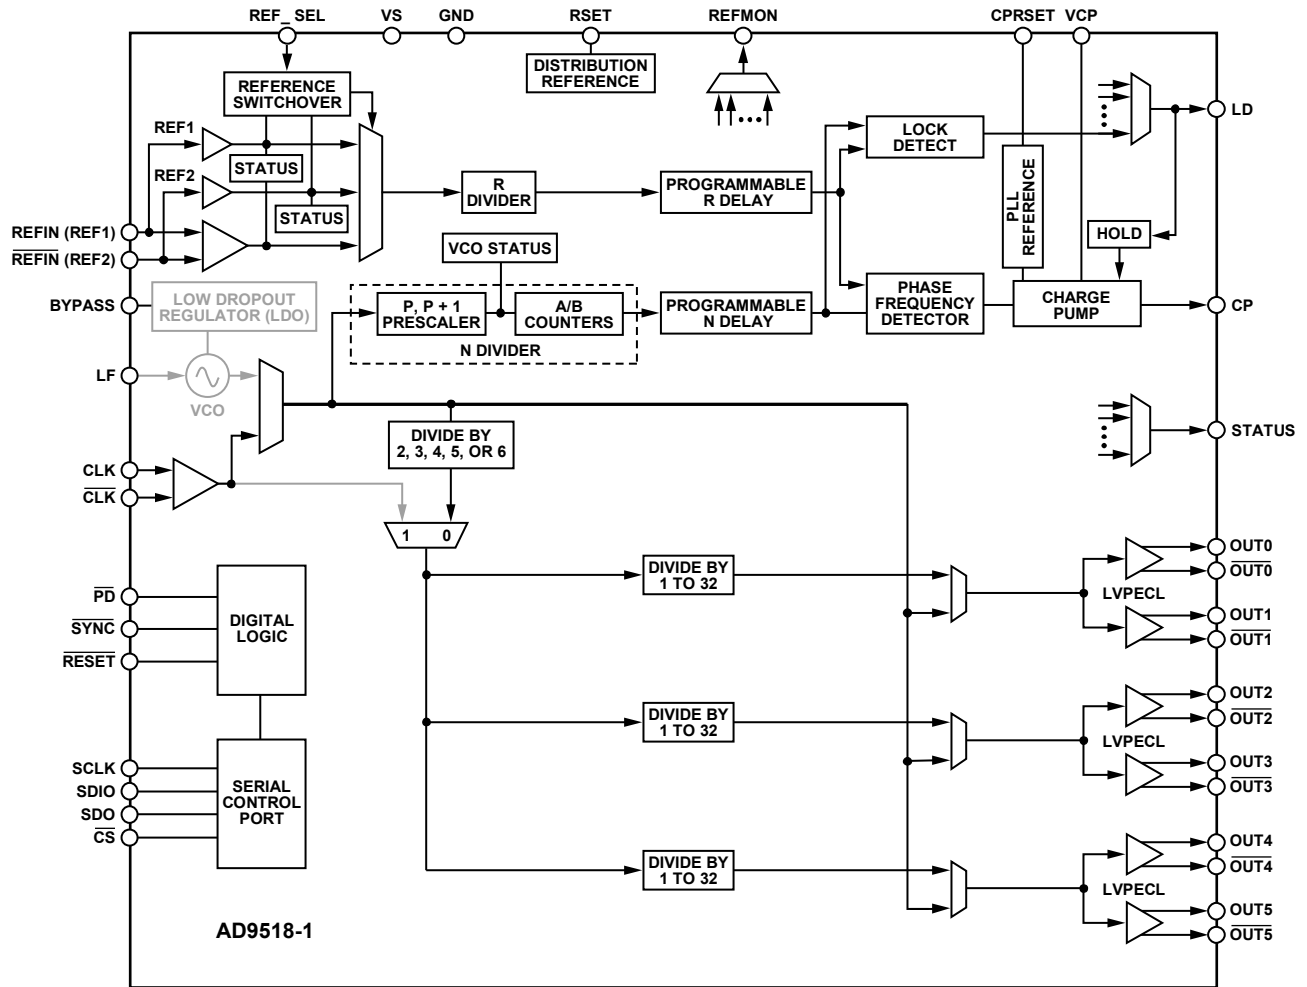 REF_SEL VS GND RSET REFMON CPRSET VCP
DISTRIBUTION
REFERENCE
REFERENCE
SWITCHOVER
REF1
STATUS
REF2
STATUS
REFIN (REF1)
REFIN (REF2)
R
DIVIDER
PROGRAMMABLE
R DELAY
LOCK
DETECT
PLL
REFERENCE
LD
HOLD
VCO STATUS
BYPASS
LOW DROPOUT
REGULATOR (LDO)
P, P + 1
PRESCALER
A/B
COUNTERS
N DIVIDER
PROGRAMMABLE
N DELAY
PHASE
FREQUENCY
DETECTOR
CHARGE
PUMP
CP
LF
VCO
STATUS
DIVIDE BY
2, 3, 4, 5, OR 6
CLK
CLK
1 0
DIVIDE BY
1 TO 32
LVPECL
OUT0
OUT0
OUT1
OUT1
PD
SYNC
RESET
DIGITAL
LOGIC
DIVIDE BY
1 TO 32
LVPECL
OUT2
OUT2
OUT3
OUT3
SCLK
SDIO
SDO
CS
SERIAL
CONTROL
PORT
DIVIDE BY
1 TO 32
LVPECL
OUT4
OUT4
OUT5
OUT5
AD9518-1